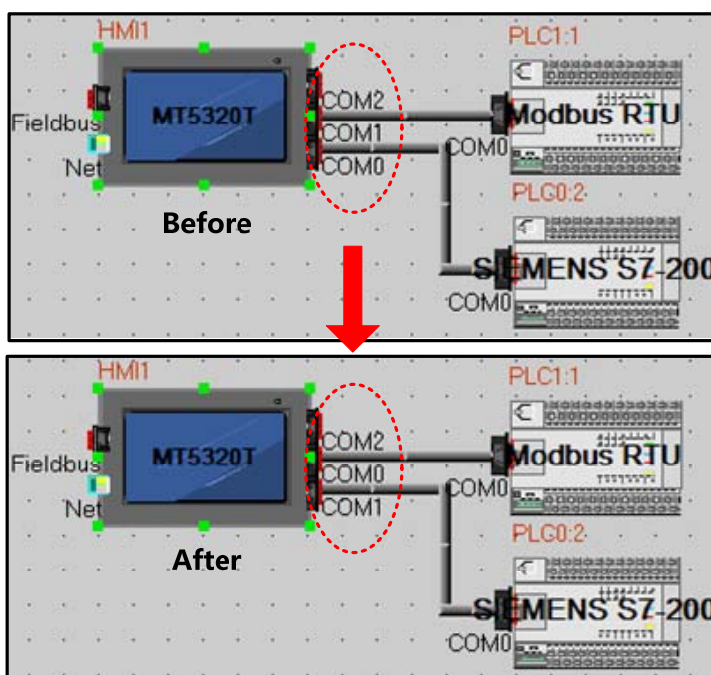 HMI1
PLC1:1
COM2
MT5320T
Modbus RTU
Fieldbus
COM1
COM0
Net
COM0
PLC0:2
Before
SIEMENS S7-200
COM0
HMI1
PLC1:1
COM2
MT5320T
Modbus RTU
Fieldbus
COM0
COM0
Net
COM1
PLC0:2
After
SIEMENS S7-200
COM0